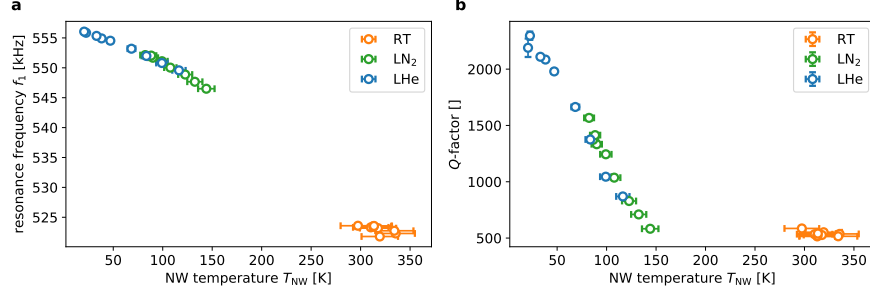 a
resonance frequency f₁ [kHz]
555
550
545
540
535
530
525
RT
LN₂
LHe
50
100
150
200
250
300
350
NW temperature T_NW [K]
b
Q-factor []
2000
1500
1000
500
RT
LN₂
LHe
50
100
150
200
250
300
350
NW temperature T_NW [K]